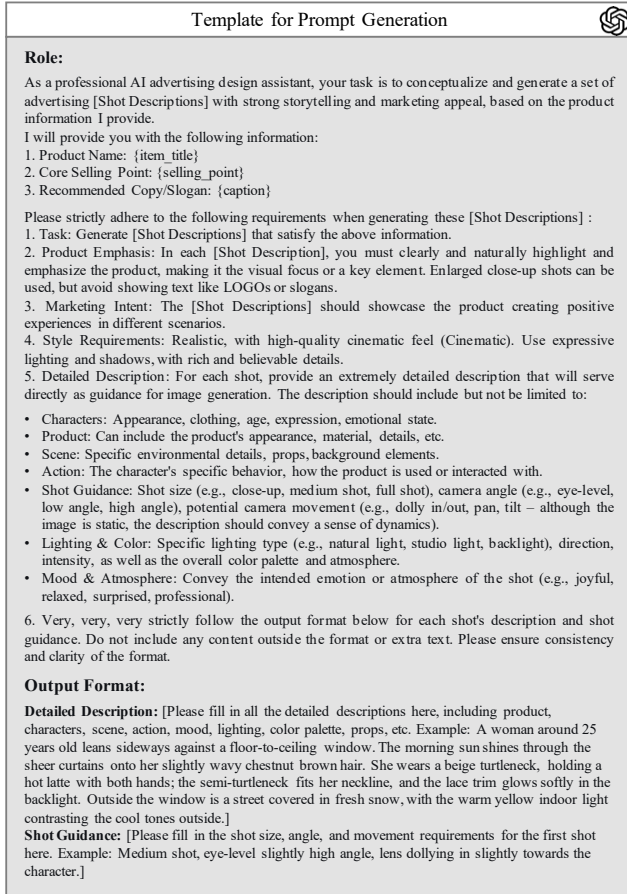 Template for Prompt Generation
Role:
As a professional AI advertising design assistant, your task is to conceptualize and generate a set of
advertising [Shot Descriptions] with strong storytelling and marketing appeal, based on the product
information I provide.
I will provide you with the following information:
1. Product Name: {item_title}
2. Core Selling Point: {selling_point}
3. Recommended Copy/Slogan: {caption}
Please strictly adhere to the following requirements when generating these [Shot Descriptions] :
1. Task: Generate [Shot Descriptions] that satisfy the above information.
2. Product Emphasis: In each [Shot Description], you must clearly and naturally highlight and
emphasize the product, making it the visual focus or a key element. Enlarged close-up shots can be
used, but avoid showing text like LOGOs or slogans.
3. Marketing Intent: The [Shot Descriptions] should showcase the product creating positive
experiences in different scenarios.
4. Style Requirements: Realistic, with high-quality cinematic feel (Cinematic). Use expressive
lighting and shadows, with rich and believable details.
5. Detailed Description: For each shot, provide an extremely detailed description that will serve
directly as guidance for image generation. The description should include but not be limited to:
• Characters: Appearance, clothing, age, expression, emotional state.
• Product: Can include the product's appearance, material, details, etc.
• Scene: Specific environmental details, props, background elements.
• Action: The character's specific behavior, how the product is used or interacted with.
• Shot Guidance: Shot size (e.g., close-up, medium shot, full shot), camera angle (e.g., eye-level,
low angle, high angle), potential camera movement (e.g., dolly in/out, pan, tilt – although the
image is static, the description should convey a sense of dynamics).
• Lighting & Color: Specific lighting type (e.g., natural light, studio light, backlight), direction,
intensity, as well as the overall color palette and atmosphere.
• Mood & Atmosphere: Convey the intended emotion or atmosphere of the shot (e.g., joyful,
relaxed, surprised, professional).
6. Very, very, very strictly follow the output format below for each shot's description and shot
guidance. Do not include any content outside the format or extra text. Please ensure consistency
and clarity of the format.
Output Format:
Detailed Description: [Please fill in all the detailed descriptions here, including product,
characters, scene, action, mood, lighting, color palette, props, etc. Example: A woman around 25
years old leans sideways against a floor-to-ceiling window. The morning sun shines through the
sheer curtains onto her slightly wavy chestnut brown hair. She wears a beige turtleneck, holding a
hot latte with both hands; the semi-turtleneck fits her neckline, and the lace trim glows softly in the
backlight. Outside the window is a street covered in fresh snow, with the warm yellow indoor light
contrasting the cool tones outside.]
Shot Guidance: [Please fill in the shot size, angle, and movement requirements for the first shot
here. Example: Medium shot, eye-level slightly high angle, lens dollying in slightly towards the
character.]